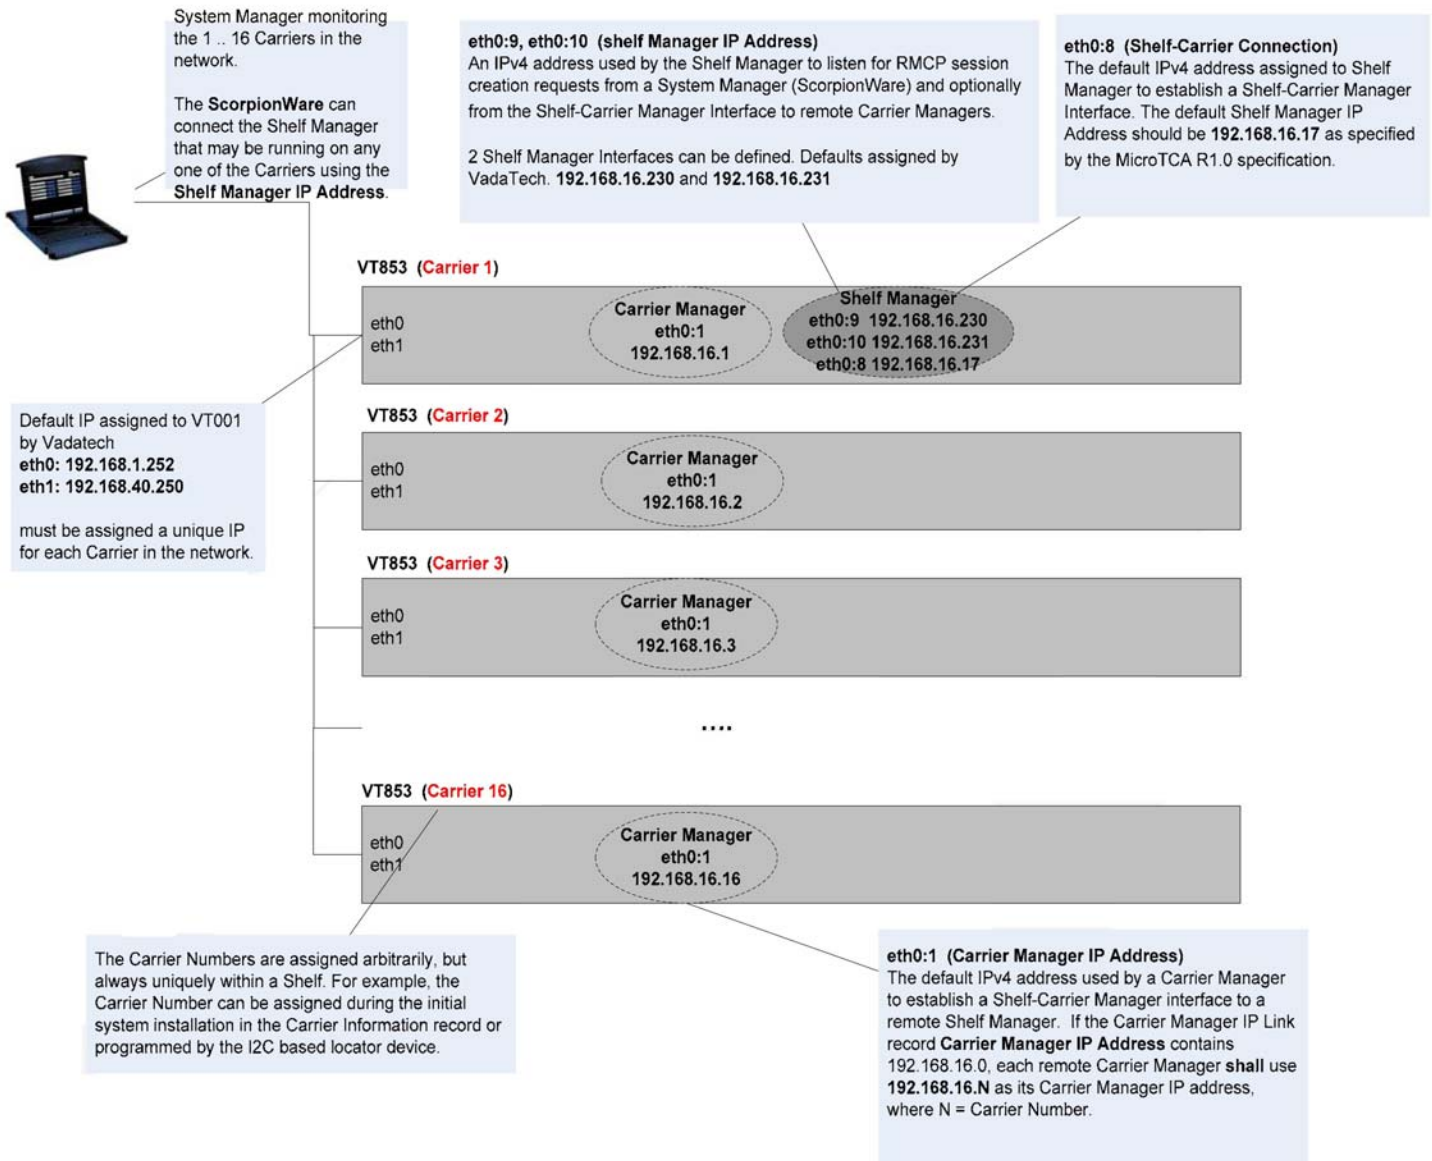 System Manager monitoring
the 1 .. 16 Carriers in the
network.
The ScorpionWare can
connect the Shelf Manager
that may be running on any
one of the Carriers using the
Shelf Manager IP Address.
eth0:9, eth0:10 (shelf Manager IP Address)
An IPv4 address used by the Shelf Manager to listen for RMCP session
creation requests from a System Manager (ScorpionWare) and optionally
from the Shelf-Carrier Manager Interface to remote Carrier Managers.
2 Shelf Manager Interfaces can be defined. Defaults assigned by
VadaTech. 192.168.16.230 and 192.168.16.231
eth0:8 (Shelf-Carrier Connection)
The default IPv4 address assigned to Shelf
Manager to establish a Shelf-Carrier Manager
Interface. The default Shelf Manager IP
Address should be 192.168.16.17 as specified
by the MicroTCA R1.0 specification.
VT853 (Carrier 1)
eth0
eth1
Carrier Manager
eth0:1
192.168.16.1
Shelf Manager
eth0:9 192.168.16.230
eth0:10 192.168.16.231
eth0:8 192.168.16.17
Default IP assigned to VT001
by Vadatech
eth0: 192.168.1.252
eth1: 192.168.40.250
must be assigned a unique IP
for each Carrier in the network.
VT853 (Carrier 2)
eth0
eth1
Carrier Manager
eth0:1
192.168.16.2
VT853 (Carrier 3)
eth0
eth1
Carrier Manager
eth0:1
192.168.16.3
....
VT853 (Carrier 16)
eth0
eth1
Carrier Manager
eth0:1
192.168.16.16
The Carrier Numbers are assigned arbitrarily, but
always uniquely within a Shelf. For example, the
Carrier Number can be assigned during the initial
system installation in the Carrier Information record or
programmed by the I2C based locator device.
eth0:1 (Carrier Manager IP Address)
The default IPv4 address used by a Carrier Manager
to establish a Shelf-Carrier Manager interface to a
remote Shelf Manager. If the Carrier Manager IP Link
record Carrier Manager IP Address contains
192.168.16.0, each remote Carrier Manager shall use
192.168.16.N as its Carrier Manager IP address,
where N = Carrier Number.